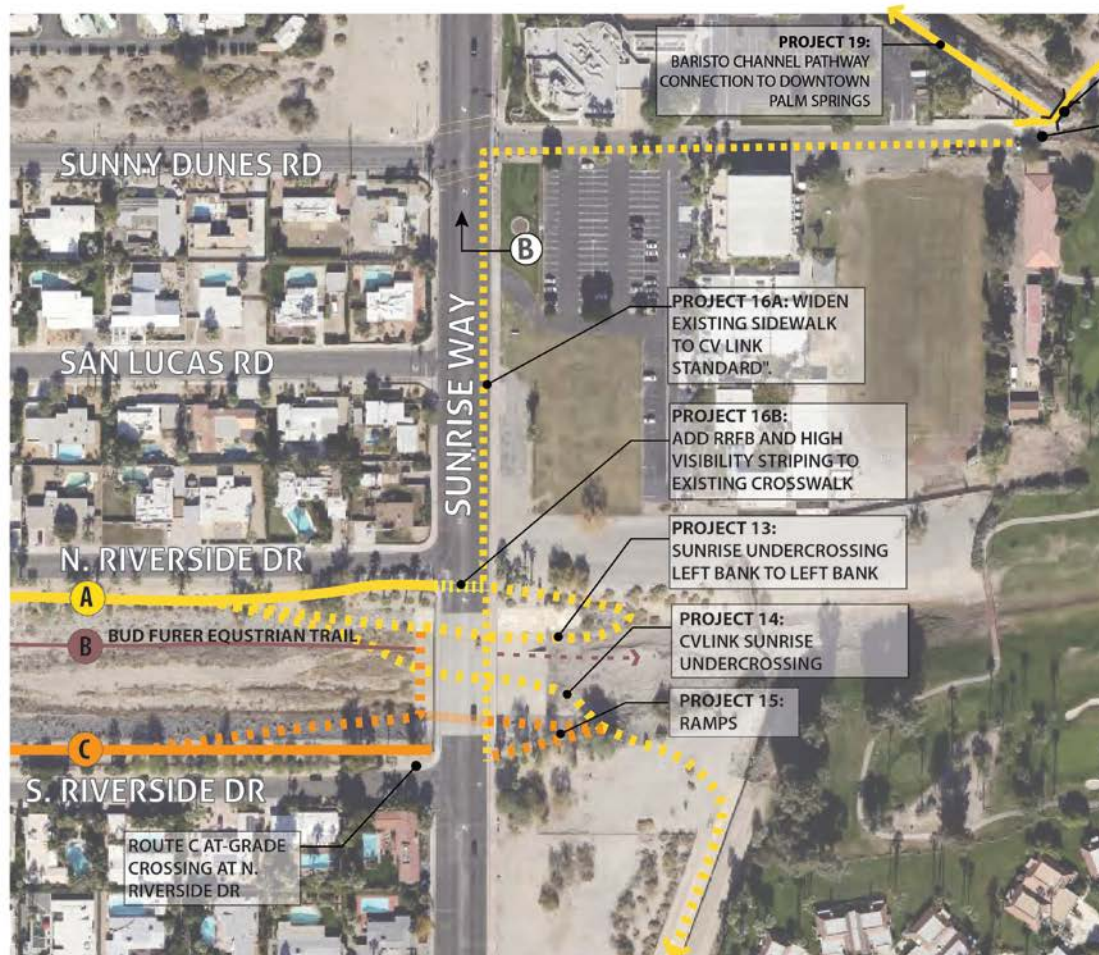 PROJECT 19:
BARISTO CHANNEL PATHWAY
CONNECTION TO DOWNTOWN
PALM SPRINGS
SUNNY DUNES RD
B
SUNRISE WAY
PROJECT 16A: WIDEN
EXISTING SIDEWALK
TO CV LINK
STANDARD".
SAN LUCAS RD
PROJECT 16B:
ADD RRFB AND HIGH
VISIBILITY STRIPING TO
EXISTING CROSSWALK
N. RIVERSIDE DR
PROJECT 13:
SUNRISE UNDERCROSSING
LEFT BANK TO LEFT BANK
A
B
BUD FURER EQUSTRIAN TRAIL
PROJECT 14:
CVLINK SUNRISE
UNDERCROSSING
PROJECT 15:
RAMPS
C
S. RIVERSIDE DR
ROUTE C AT-GRADE
CROSSING AT N.
RIVERSIDE DR